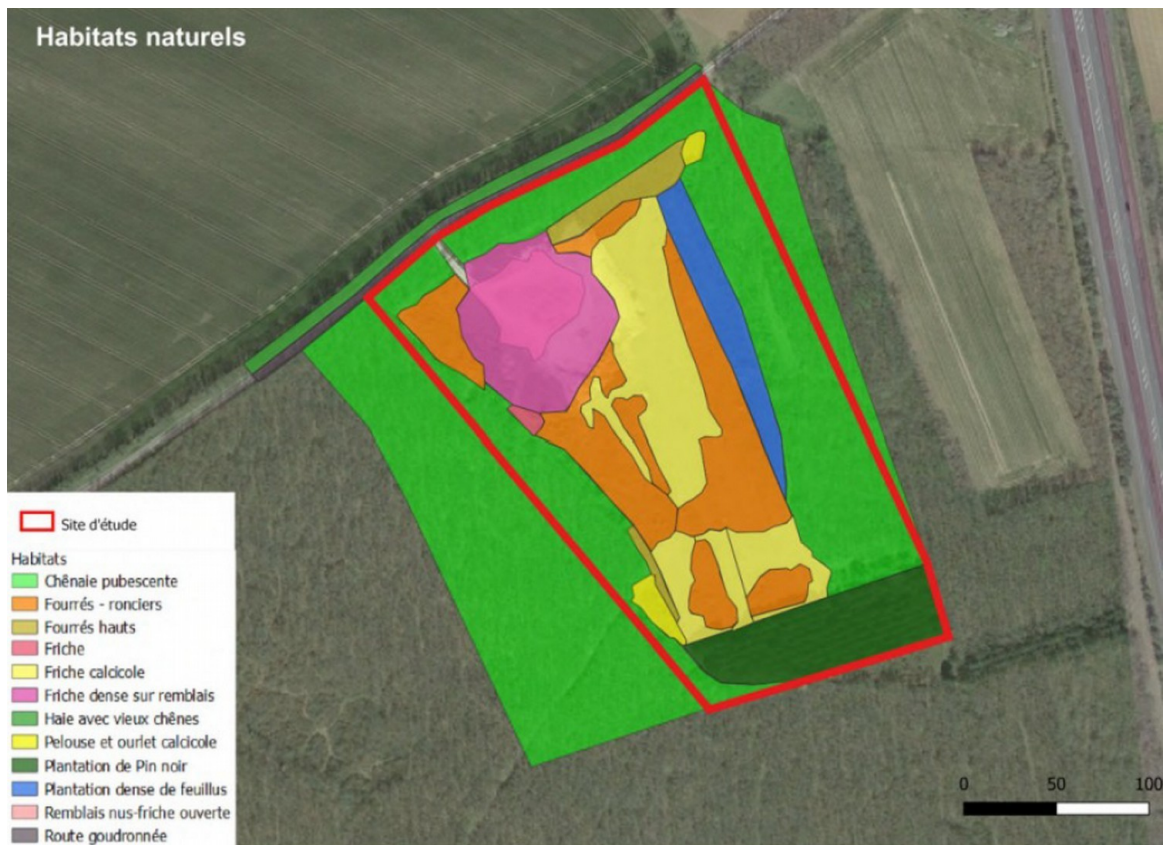 Habitats naturels
Site d'étude
Habitats
Chênaie pubescente
Fourrés - ronciers
Fourrés hauts
Friche
Friche calcicole
Friche dense sur remblais
Haie avec vieux chênes
Pelouse et ourlet calcicole
Plantation de Pin noir
Plantation dense de feuillus
Remblais nus-friche ouverte
Route goudronnée
0 50 100